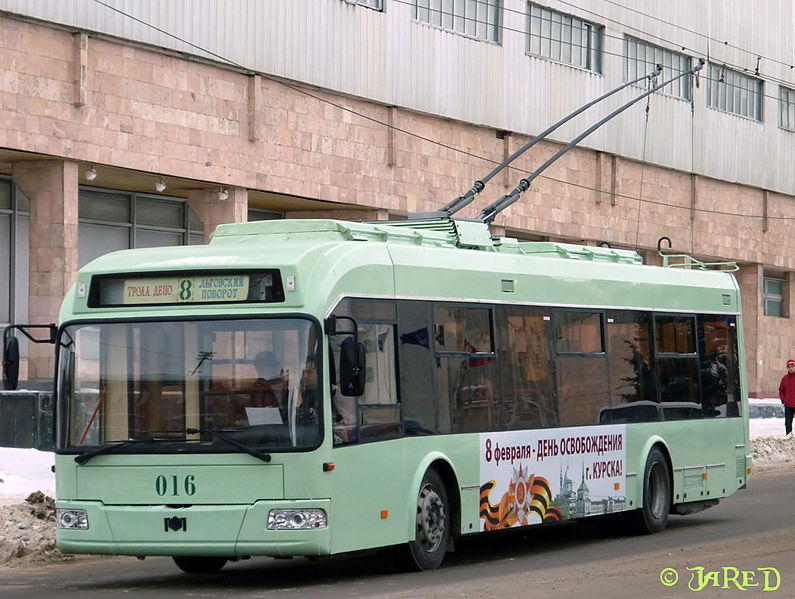 ТРОЛЛ. ДЕПО 8 ЛЬГОВСКИЙ
ПОВОРОТ
016
8 февраля - ДЕНЬ ОСВОБОЖДЕНИЯ
г. КУРСКА!
© JARED